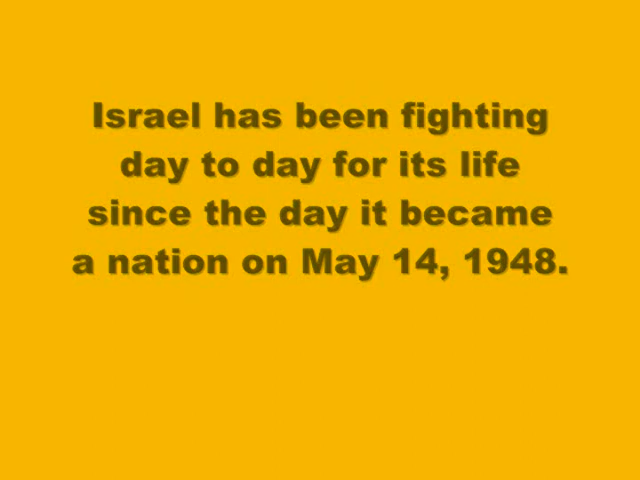 Israel has been fighting
day to day for its life
since the day it became
a nation on May 14, 1948.